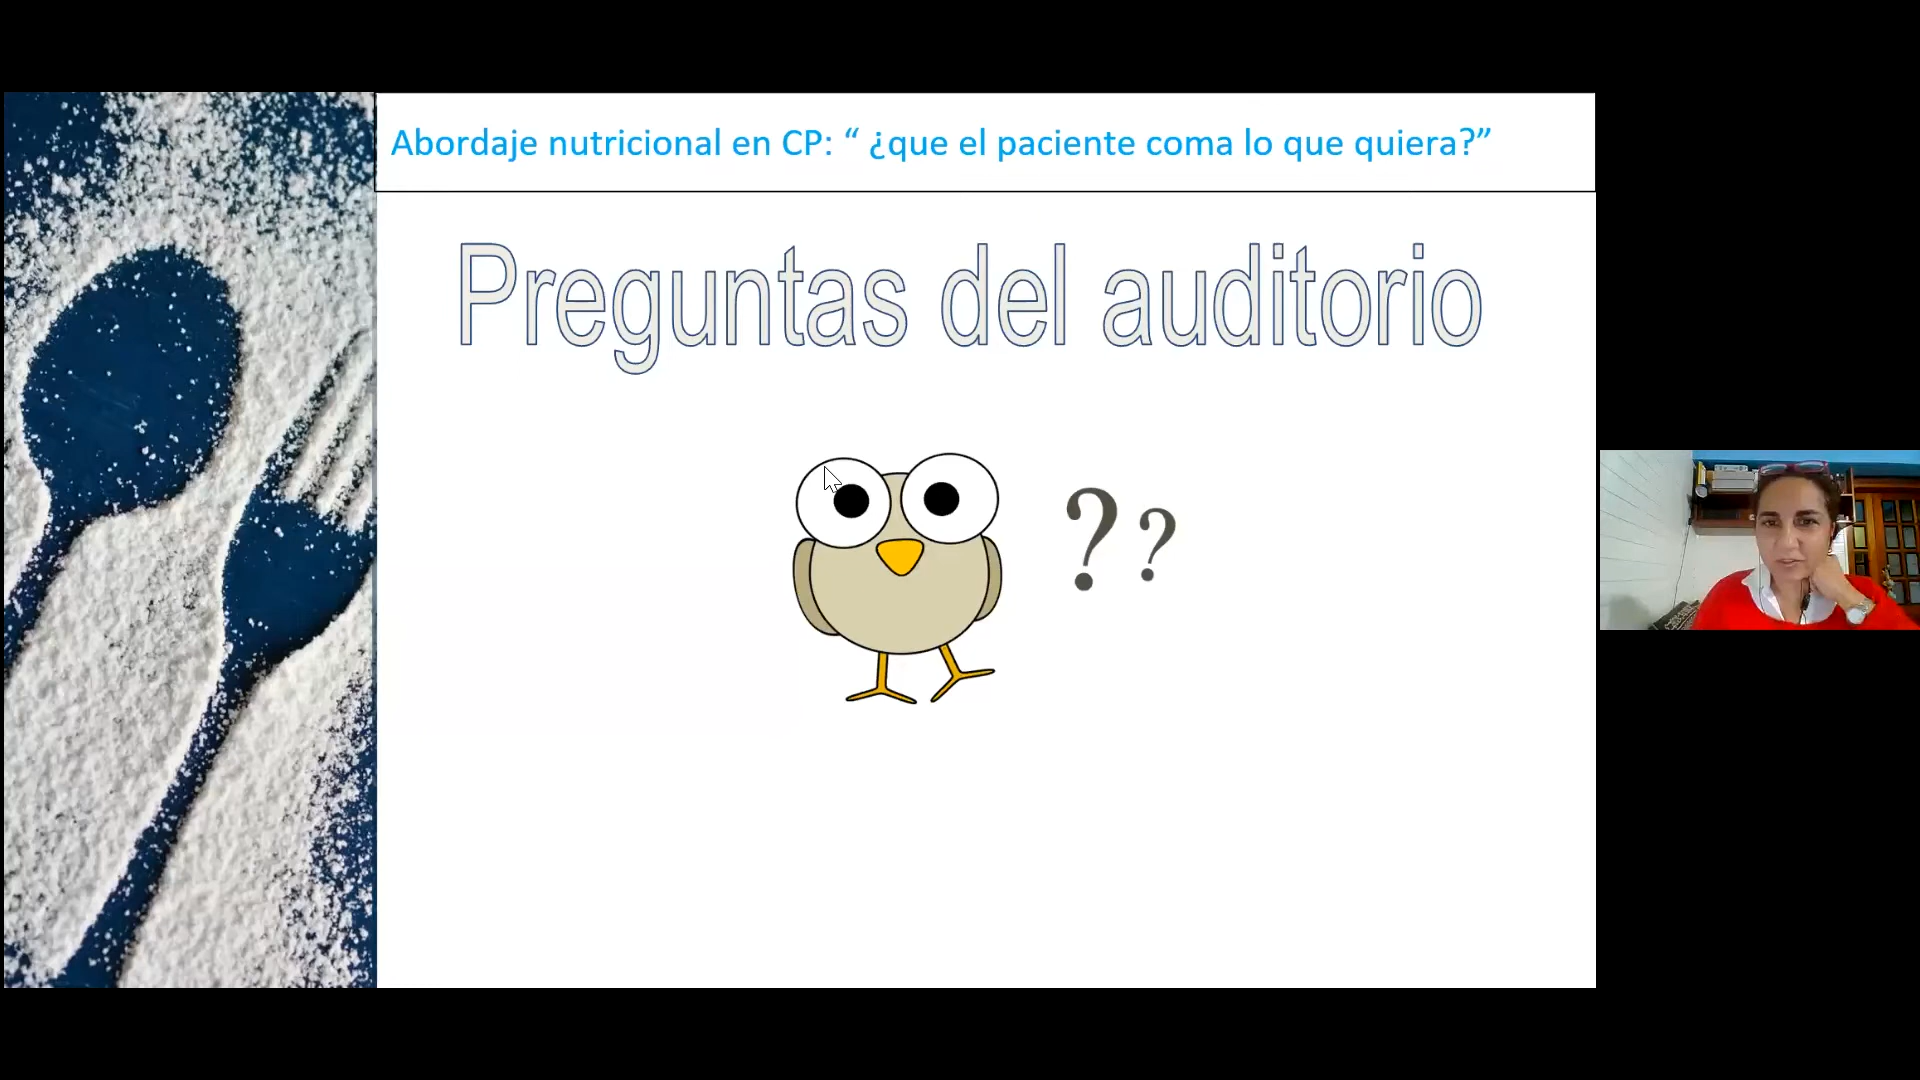 Abordaje nutricional en CP: “ ¿que el paciente coma lo que quiera?”
Preguntas del auditorio
? ?